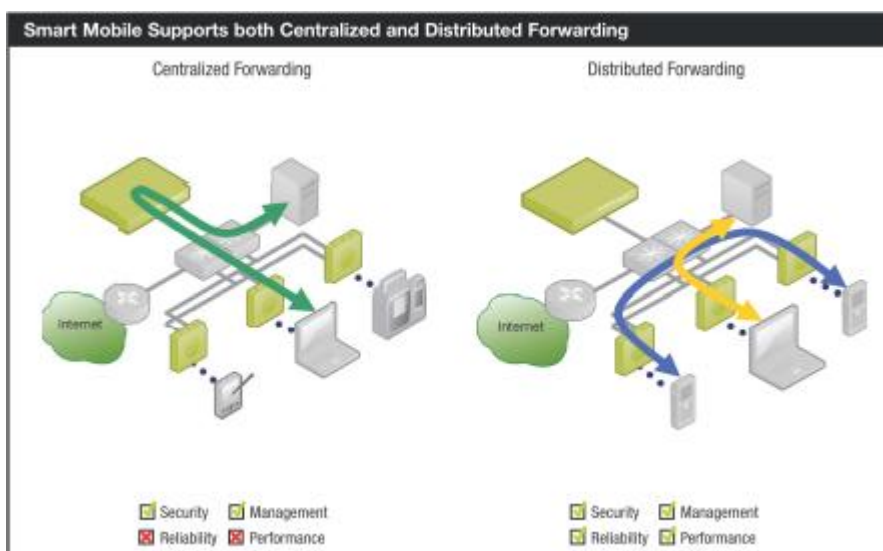 Smart Mobile Supports both Centralized and Distributed Forwarding
Centralized Forwarding
Distributed Forwarding
Internet
Internet
Security Management
Reliability Performance
Security Management
Reliability Performance